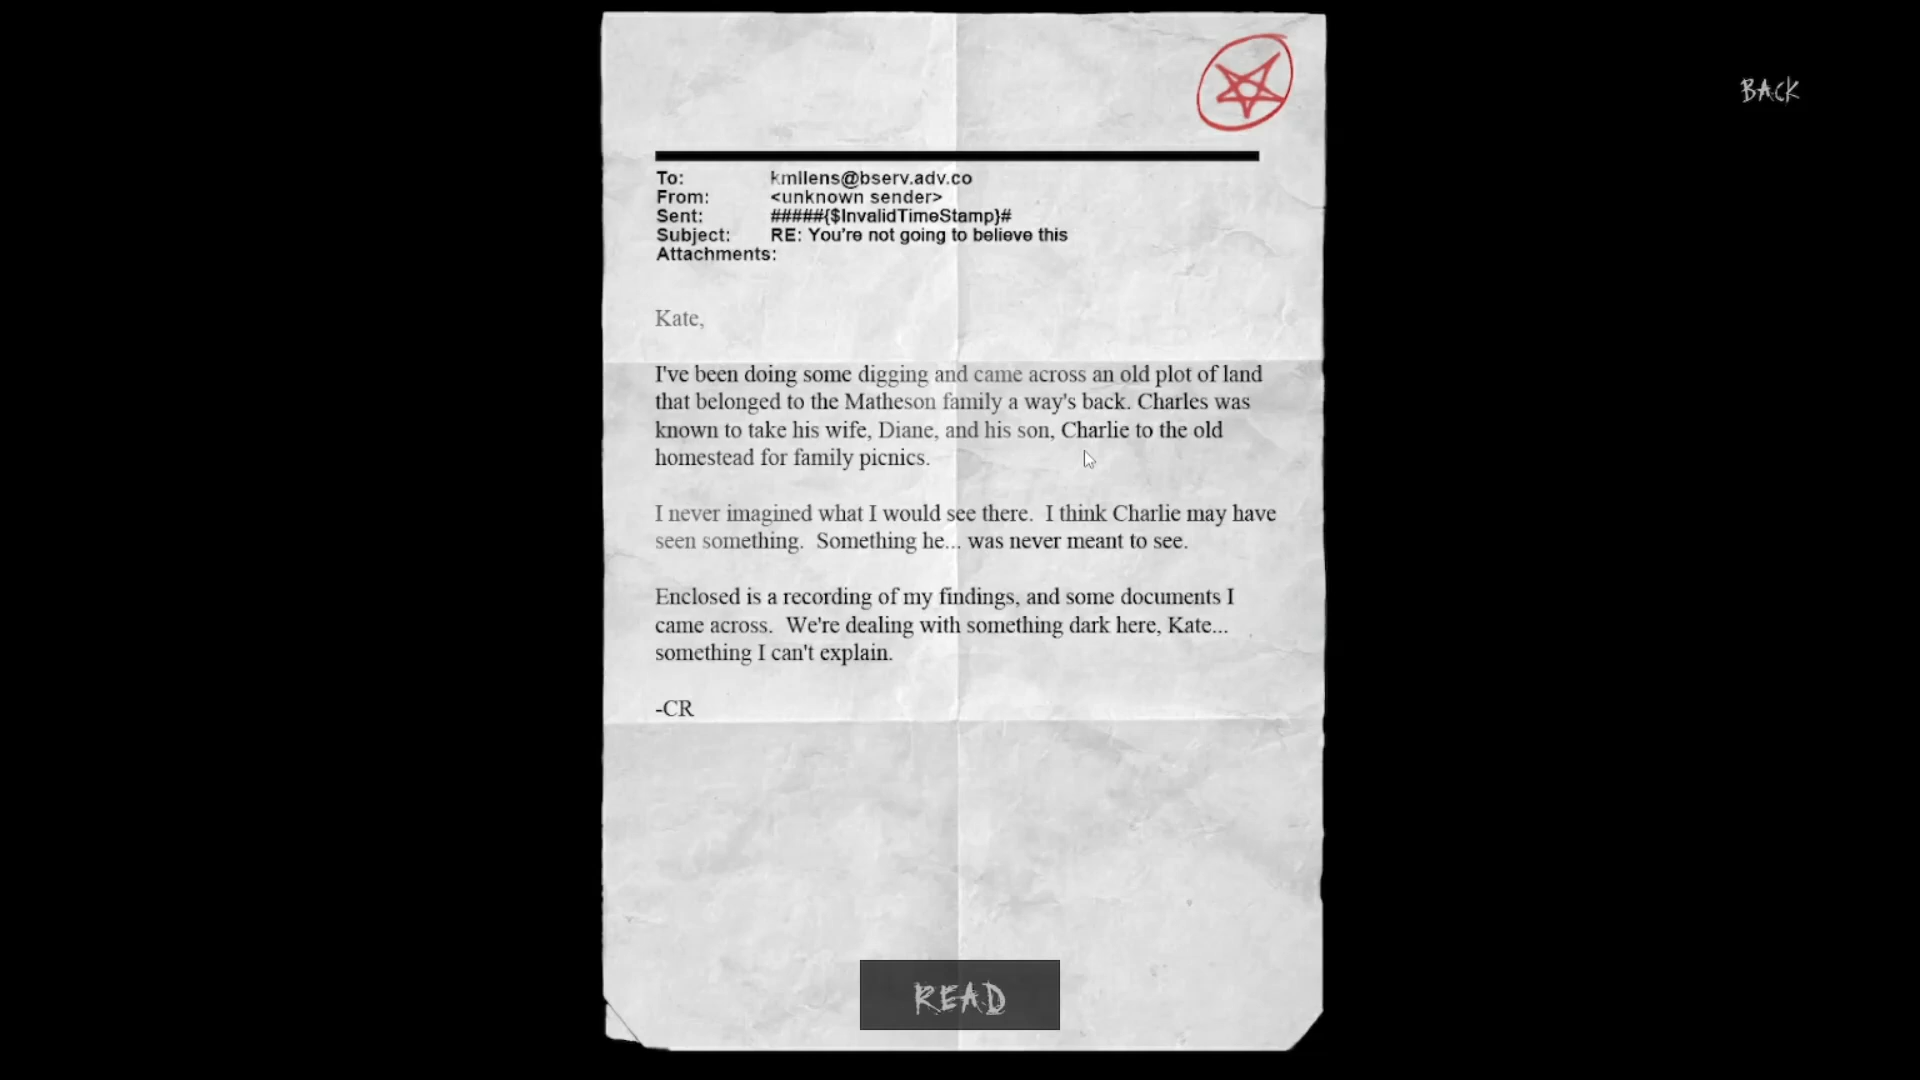 BACK
To: kmilens@bserv.adv.co
From: <unknown sender>
Sent: #####{$InvalidTimeStamp}#
Subject: RE: You're not going to believe this
Attachments:
Kate,
I've been doing some digging and came across an old plot of land
that belonged to the Matheson family a way's back. Charles was
known to take his wife, Diane, and his son, Charlie to the old
homestead for family picnics.
I never imagined what I would see there. I think Charlie may have
seen something. Something he... was never meant to see.
Enclosed is a recording of my findings, and some documents I
came across. We're dealing with something dark here, Kate...
something I can't explain.
-CR
READ